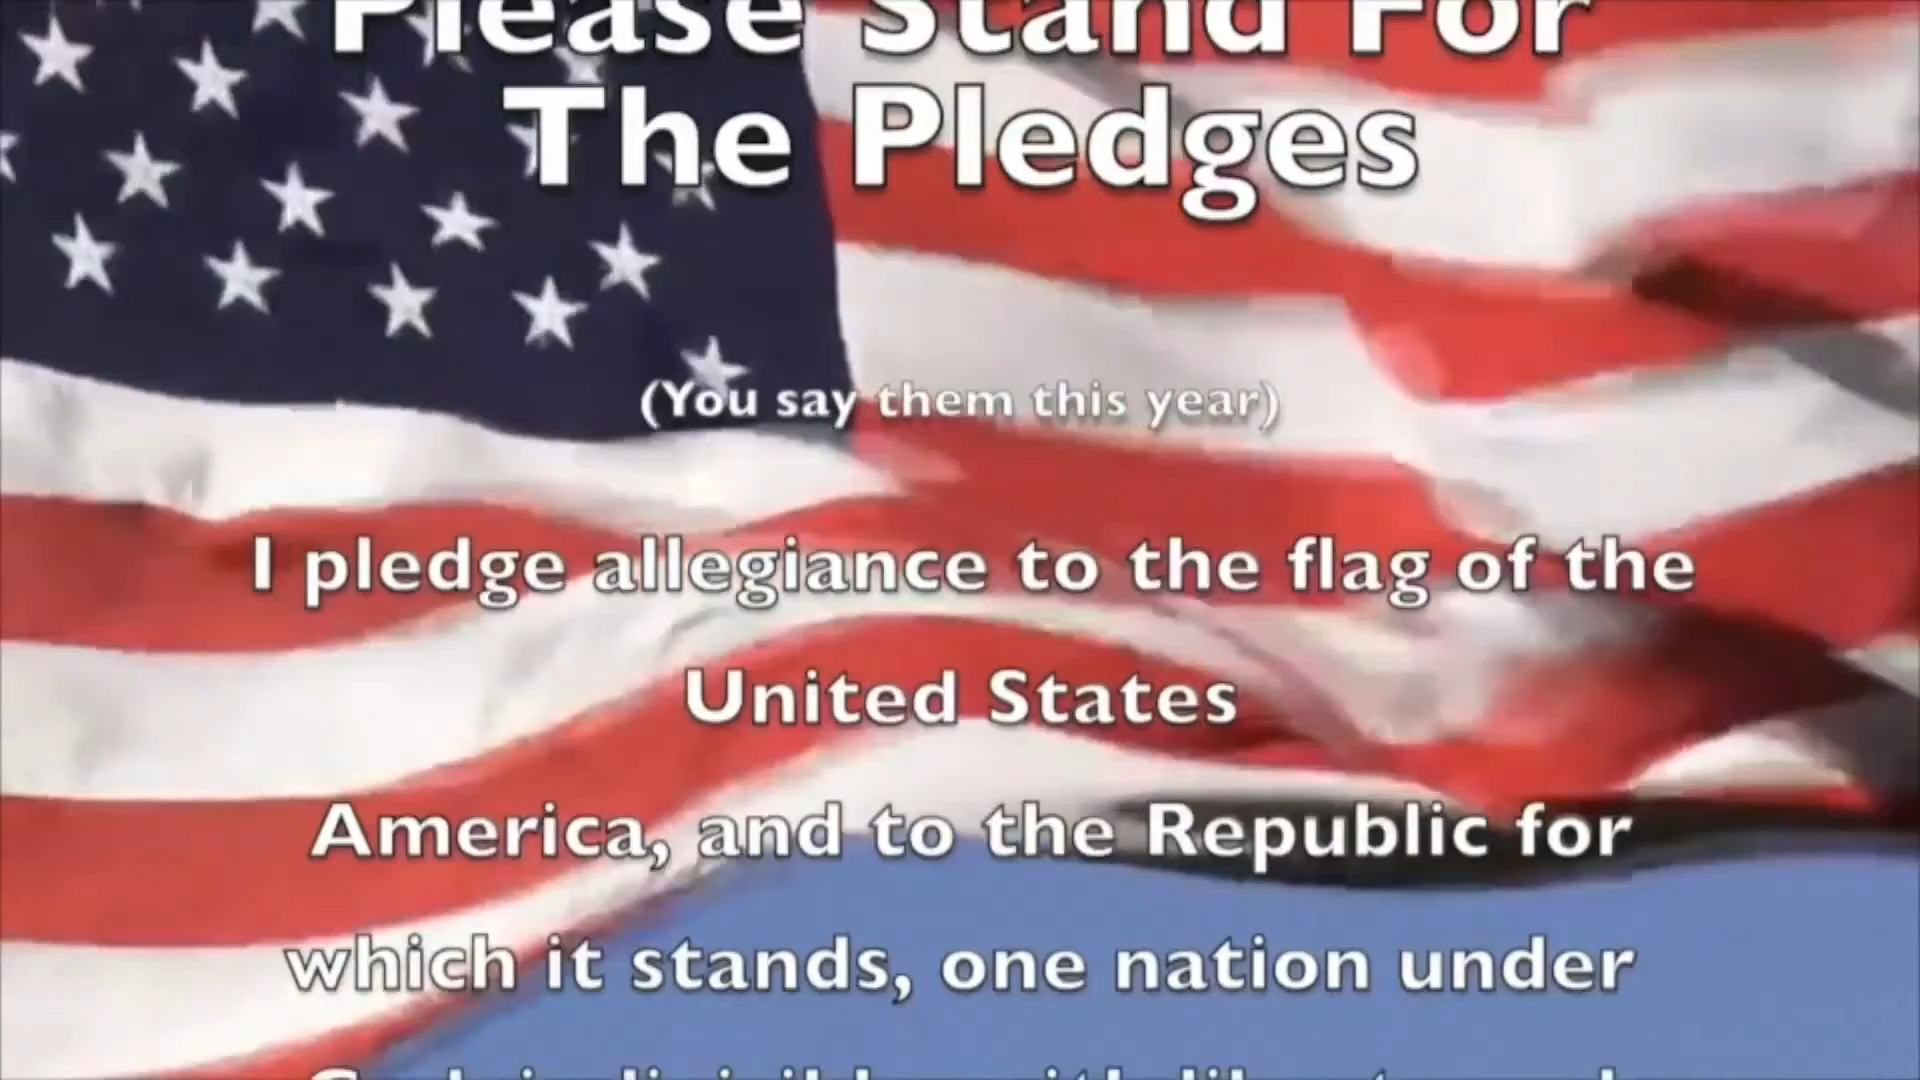 Please Stand For
The Pledges
(You say them this year)
I pledge allegiance to the flag of the
United States
America, and to the Republic for
which it stands, one nation under